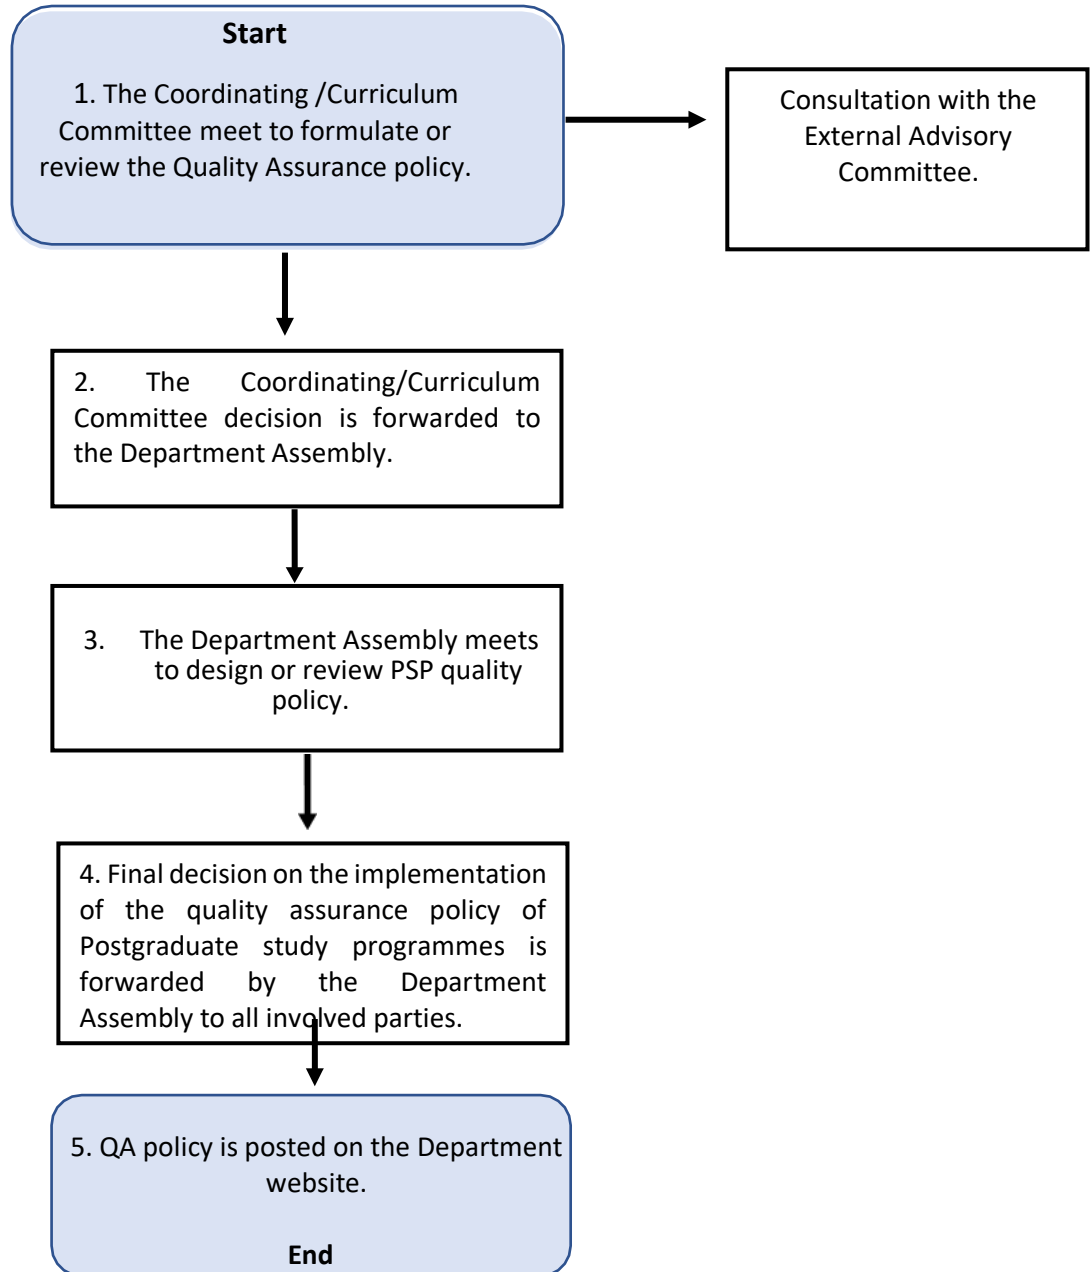 Start
1. The Coordinating /Curriculum
Committee meet to formulate or
review the Quality Assurance policy.
Consultation with the
External Advisory
Committee.
2. The Coordinating/Curriculum
Committee decision is forwarded to
the Department Assembly.
3. The Department Assembly meets
to design or review PSP quality
policy.
4. Final decision on the implementation
of the quality assurance policy of
Postgraduate study programmes is
forwarded by the Department
Assembly to all involved parties.
5. QA policy is posted on the Department
website.
End